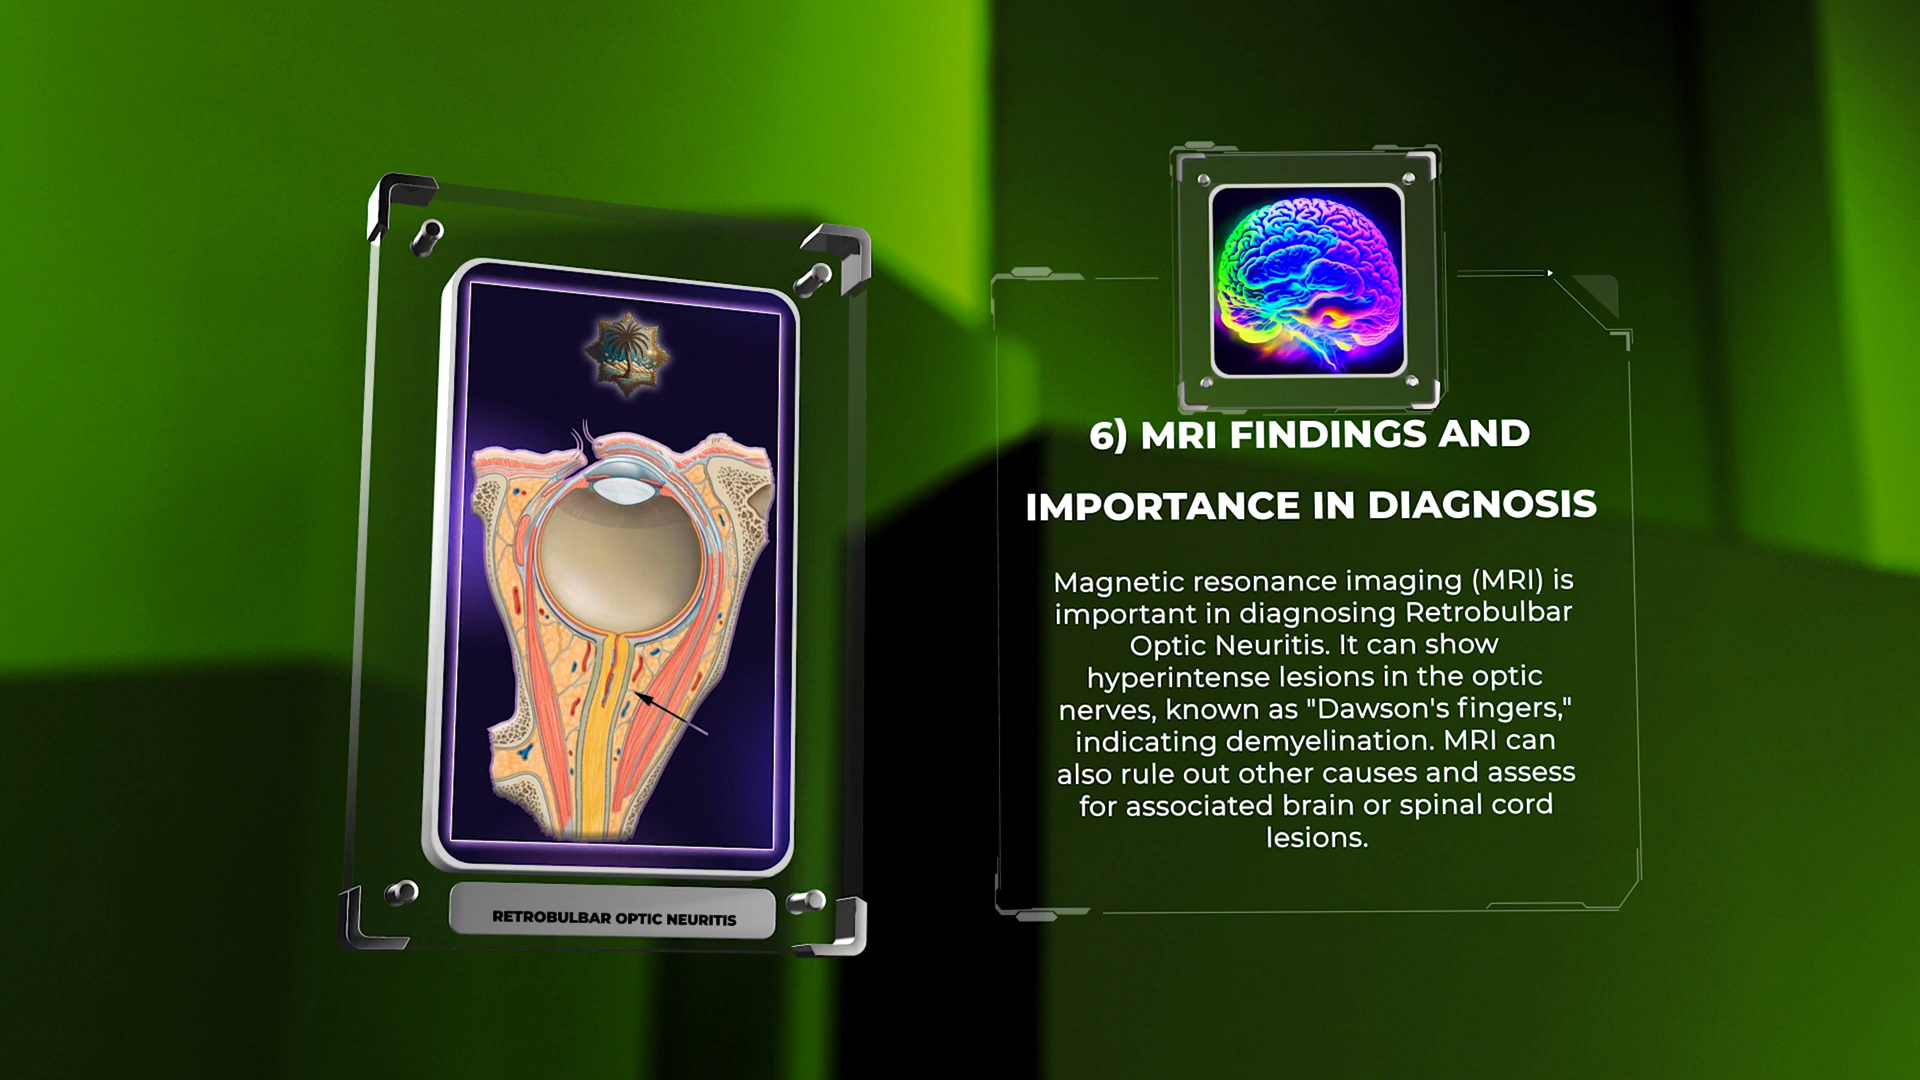 RETROBULBAR OPTIC NEURITIS
6) MRI FINDINGS AND
IMPORTANCE IN DIAGNOSIS
Magnetic resonance imaging (MRI) is
important in diagnosing Retrobulbar
Optic Neuritis. It can show
hyperintense lesions in the optic
nerves, known as "Dawson's fingers,"
indicating demyelination. MRI can
also rule out other causes and assess
for associated brain or spinal cord
lesions.